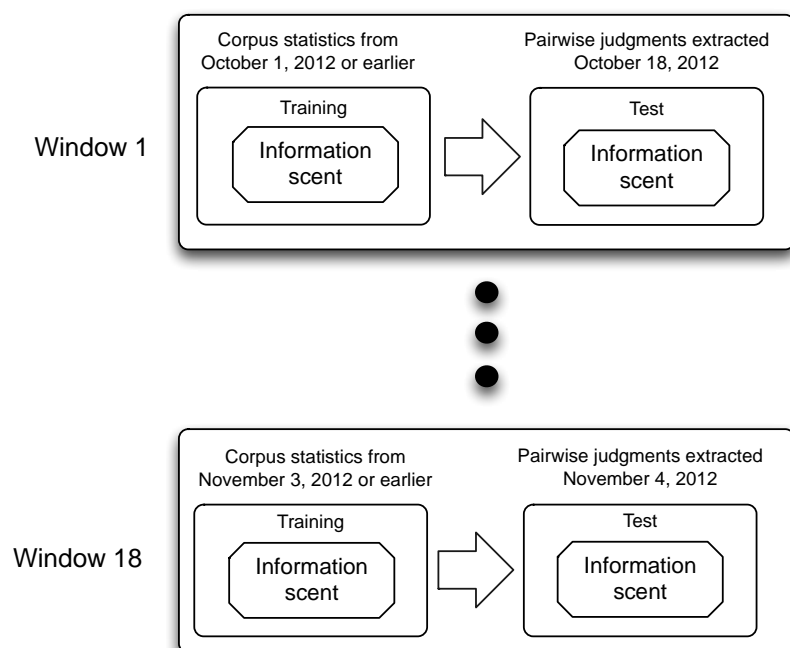 Corpus statistics from
October 1, 2012 or earlier
Pairwise judgments extracted
October 18, 2012
Window 1
Training
Information
scent
Test
Information
scent
Corpus statistics from
November 3, 2012 or earlier
Pairwise judgments extracted
November 4, 2012
Window 18
Training
Information
scent
Test
Information
scent